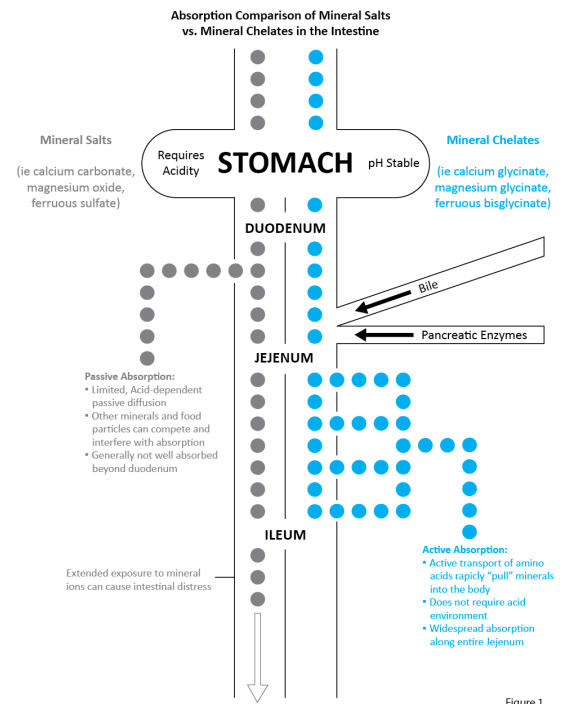 Absorption Comparison of Mineral Salts
vs. Mineral Chelates in the Intestine
Mineral Salts
(ie calcium carbonate,
magnesium oxide,
ferruous sulfate)
Requires
Acidity
STOMACH
pH Stable
Mineral Chelates
(ie calcium glycinate,
magnesium glycinate,
ferruous bisglycinate)
DUODENUM
Bile
Pancreatic Enzymes
JEJENUM
Passive Absorption:
• Limited, Acid-dependent
passive diffusion
• Other minerals and food
particles can compete and
interfere with absorption
• Generally not well absorbed
beyond duodenum
ILEUM
Extended exposure to mineral
ions can cause intestinal distress
Active Absorption:
• Active transport of amino
acids rapicly "pull" minerals
into the body
• Does not require acid
environment
• Widespread absorption
along entire Jejenum
Figure 1